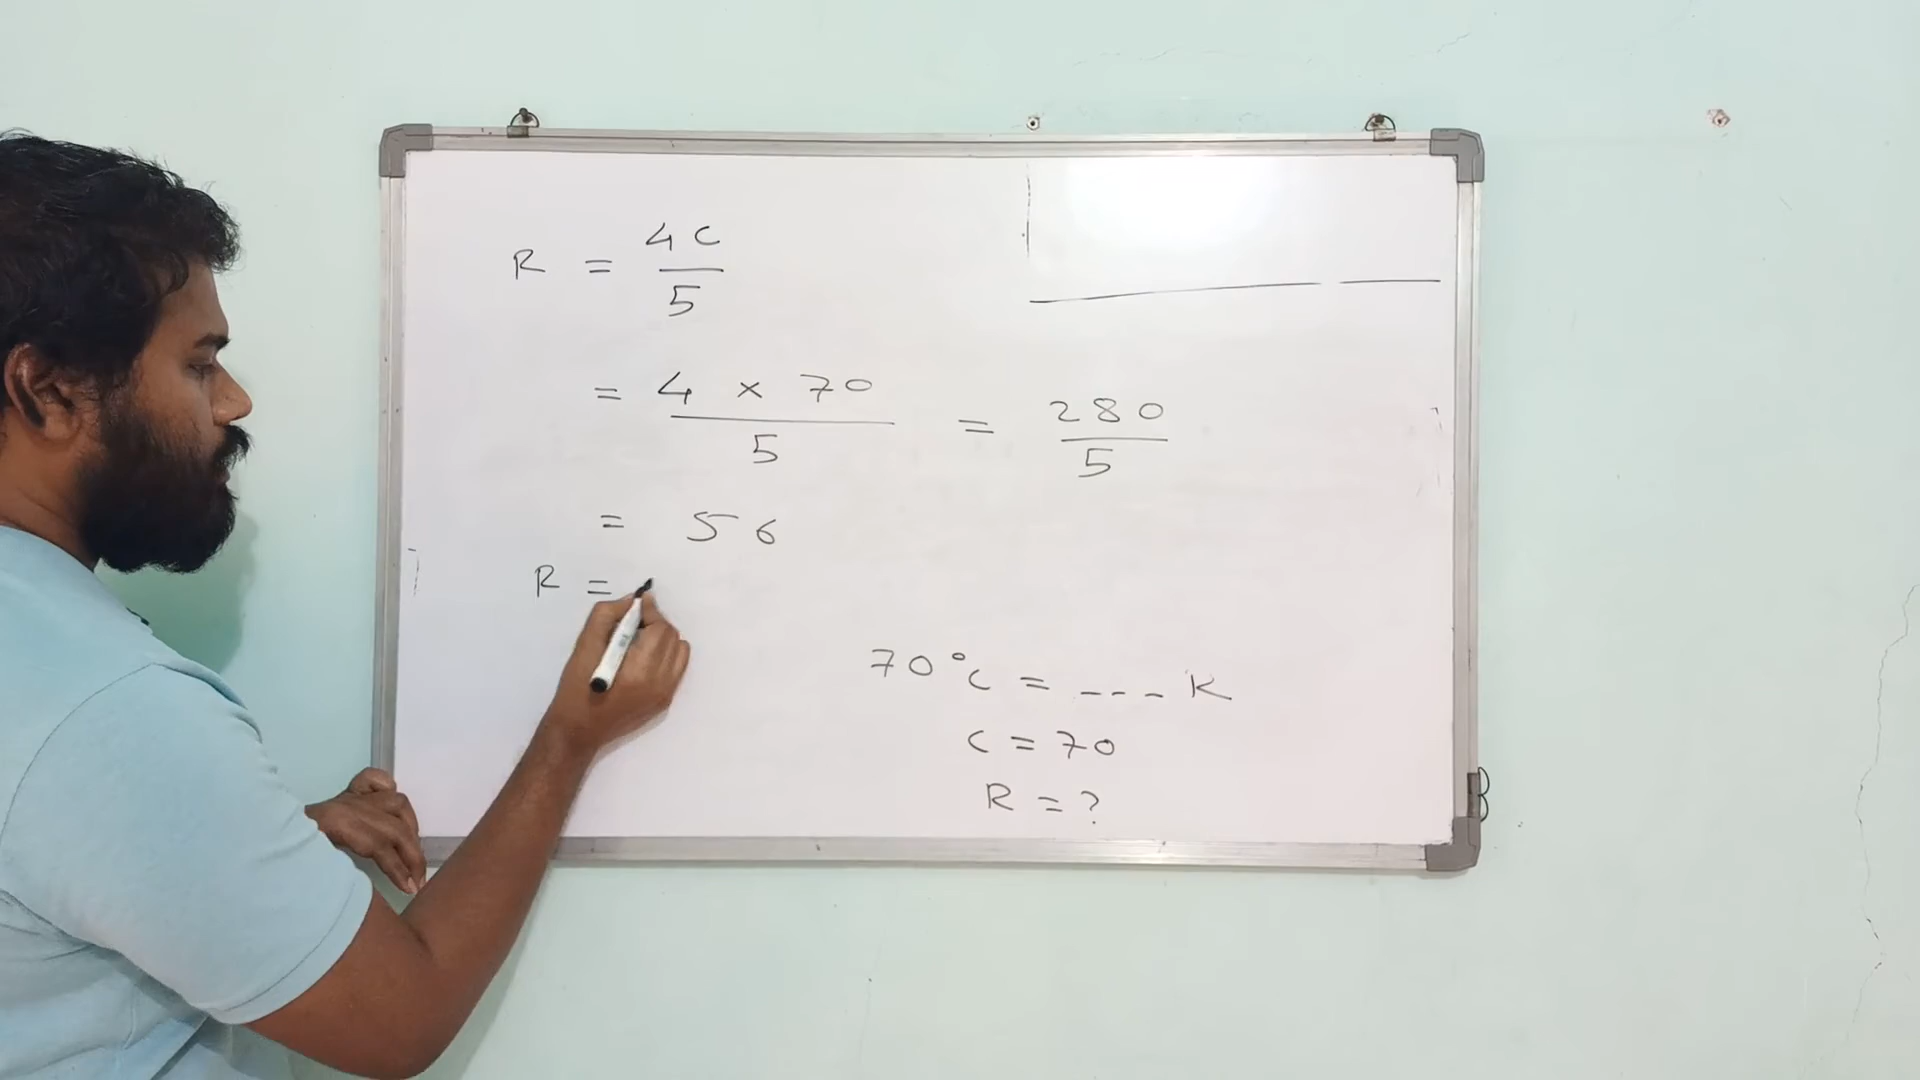 R = 4C/5
= 4 × 70/5 = 280/5
= 56
R =
70°C = --- K
C = 70
R = ?